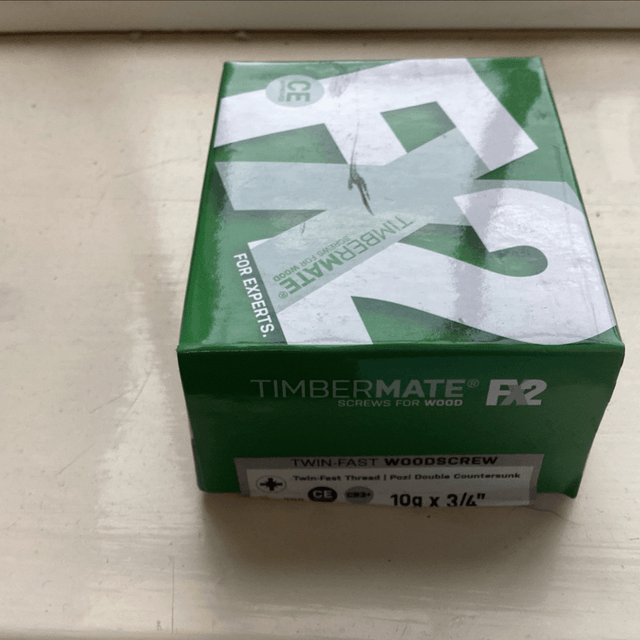 CE
FX2
TIMBERMATE®
SCREWS FOR WOOD
FOR EXPERTS.
TIMBERMATE® FX2
SCREWS FOR WOOD
TWIN-FAST WOODSCREW
Twin-Fast Thread | Pozi Double Countersunk
CE CR3+
10g x 3/4"